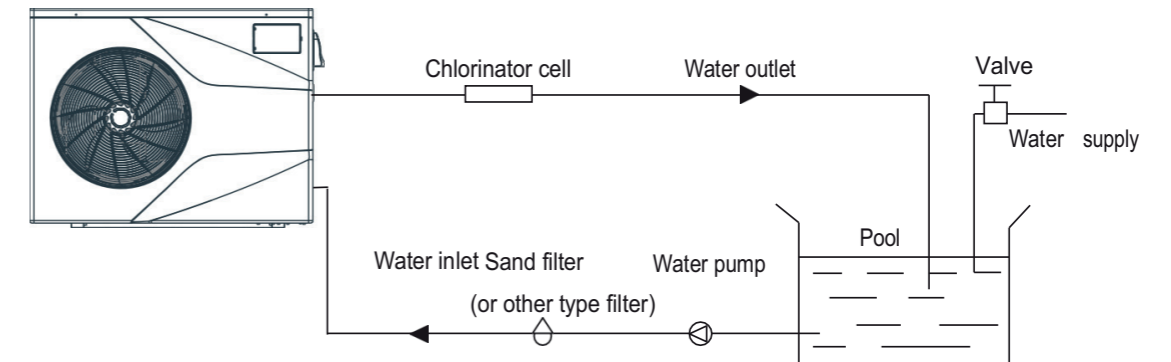 Chlorinator cell
Water outlet
Valve
Water supply
Pool
Water inlet Sand filter
(or other type filter)
Water pump